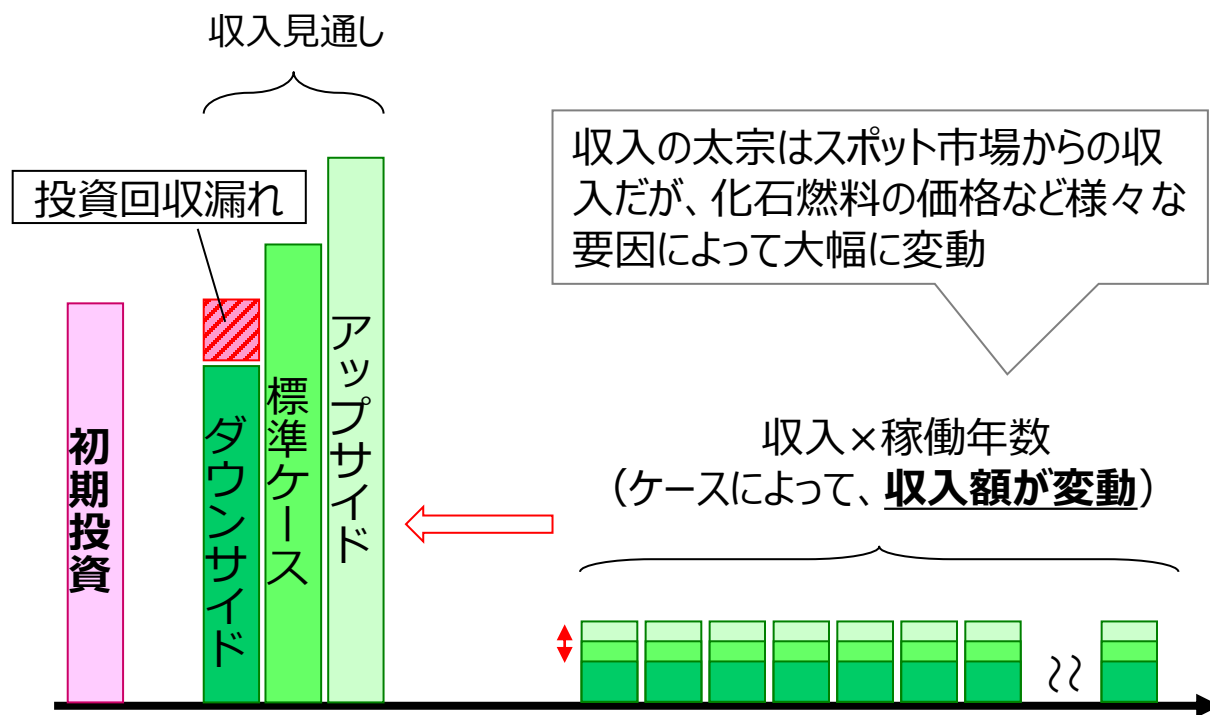 収入見通し
投資回収漏れ
収入の太宗はスポット市場からの収
入だが、化石燃料の価格など様々な
要因によって大幅に変動
初期投資
ダウンサイド
標準ケース
アップサイド
収入×稼働年数
（ケースによって、収入額が変動）